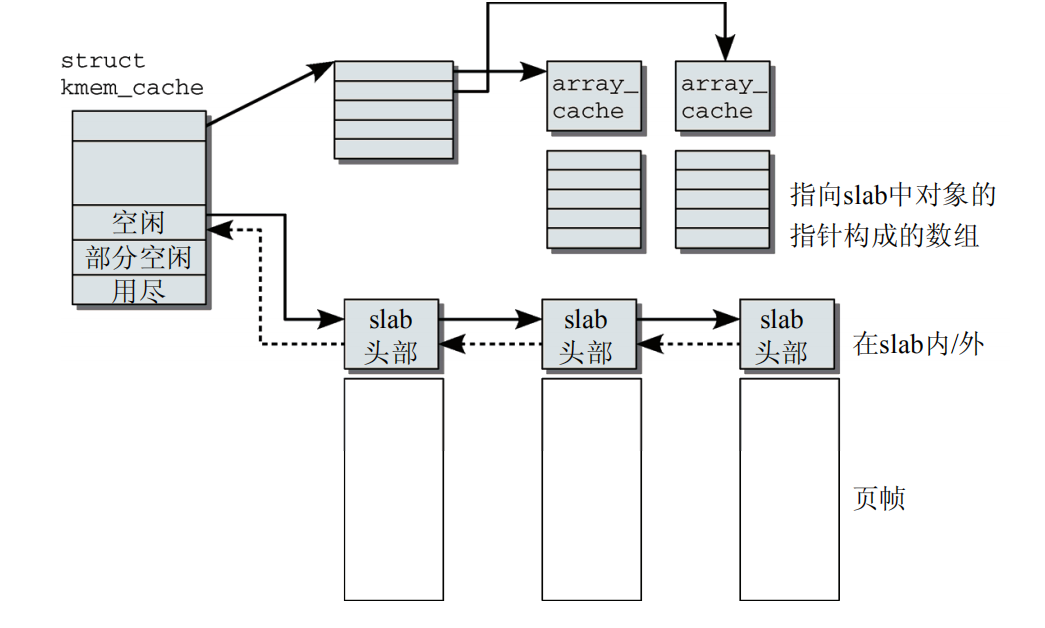 struct
kmem_cache
array_
cache
array_
cache
指向slab中对象的
指针构成的数组
空闲
部分空闲
用尽
slab
头部
slab
头部
slab
头部
在slab内/外
页帧